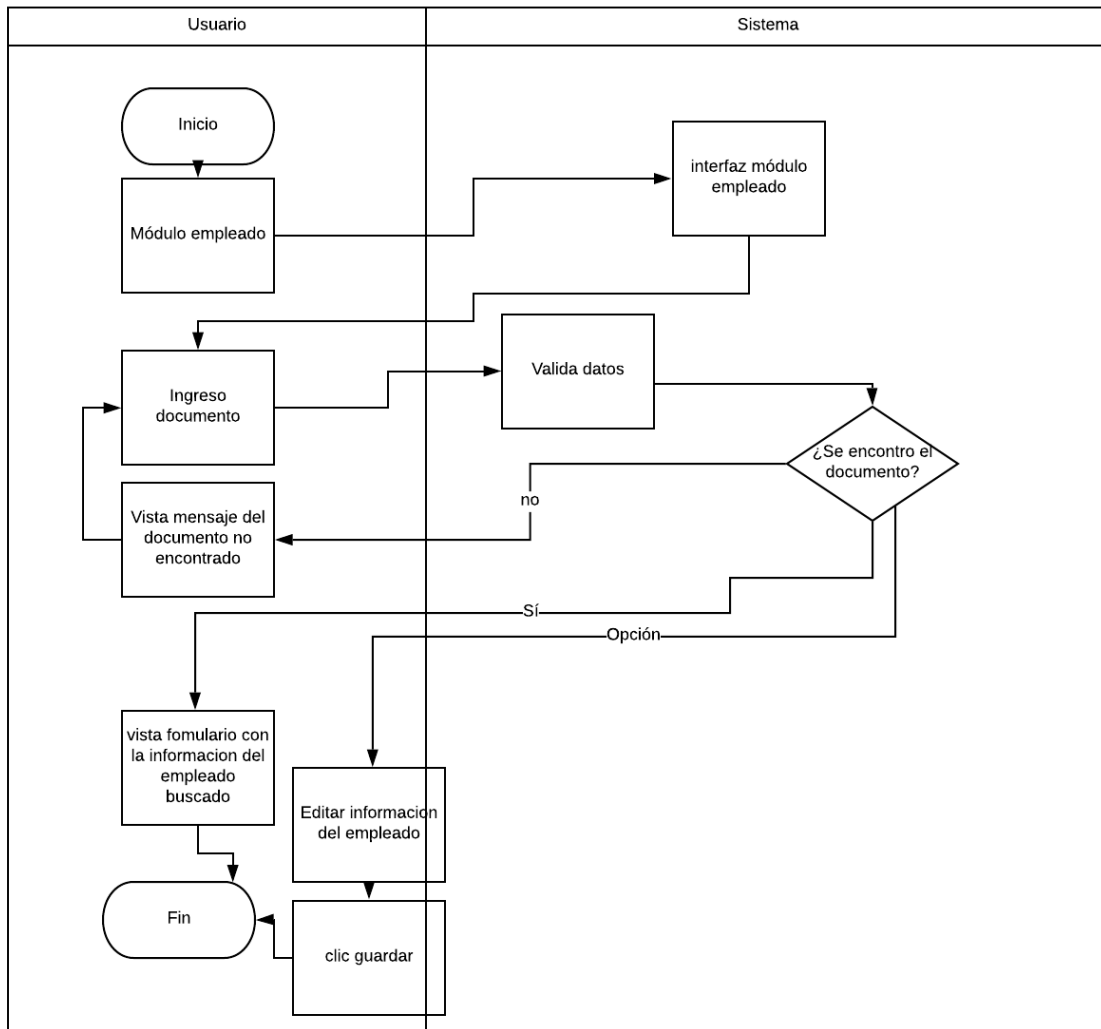 Usuario
Sistema
Inicio
interfaz módulo
empleado
Módulo empleado
Valida datos
Ingreso
documento
¿Se encontro el
documento?
no
Vista mensaje del
documento no
encontrado
Sí
Opción
vista fomulario con
la informacion del
empleado
buscado
Editar informacion
del empleado
Fin
clic guardar